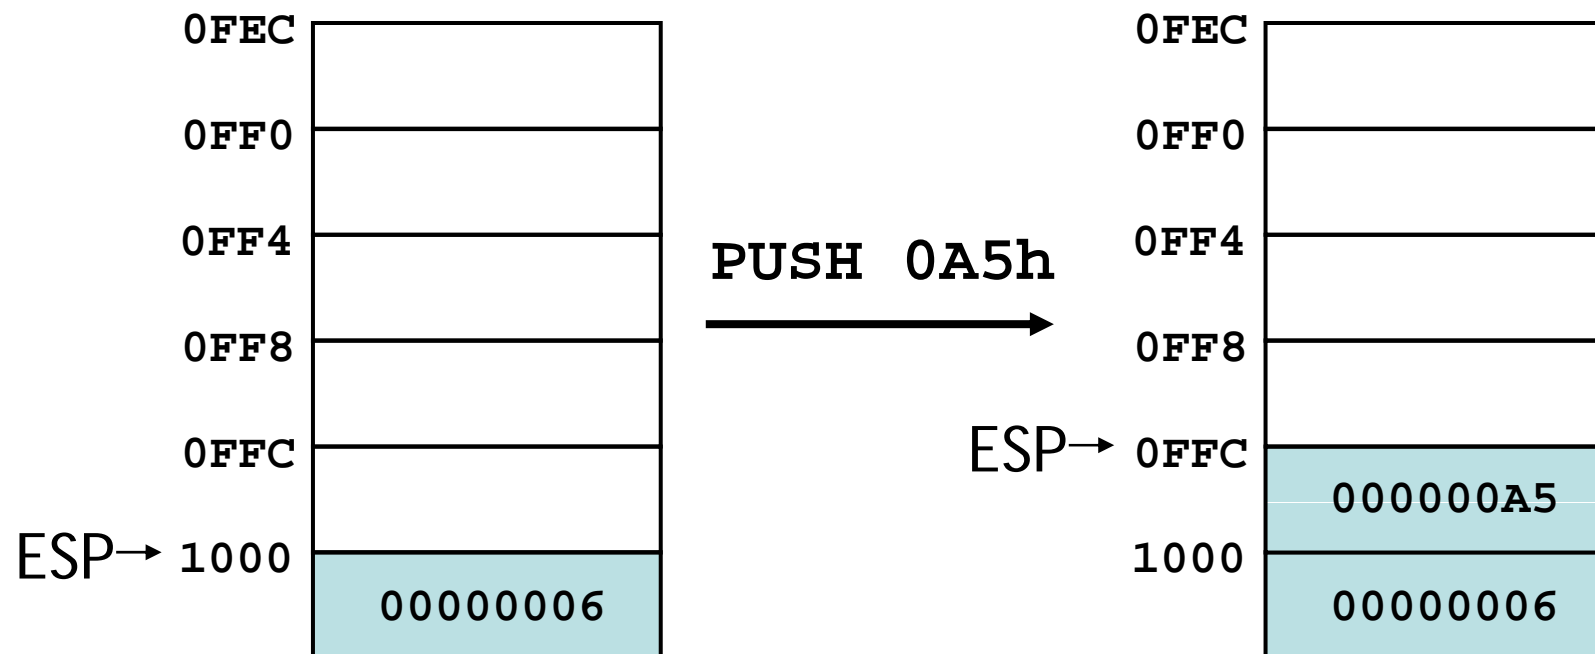 0FEC
0FF0
0FF4
0FF8
0FFC
ESP→ 1000
00000006
PUSH 0A5h
0FEC
0FF0
0FF4
0FF8
ESP→ 0FFC
000000A5
1000
00000006